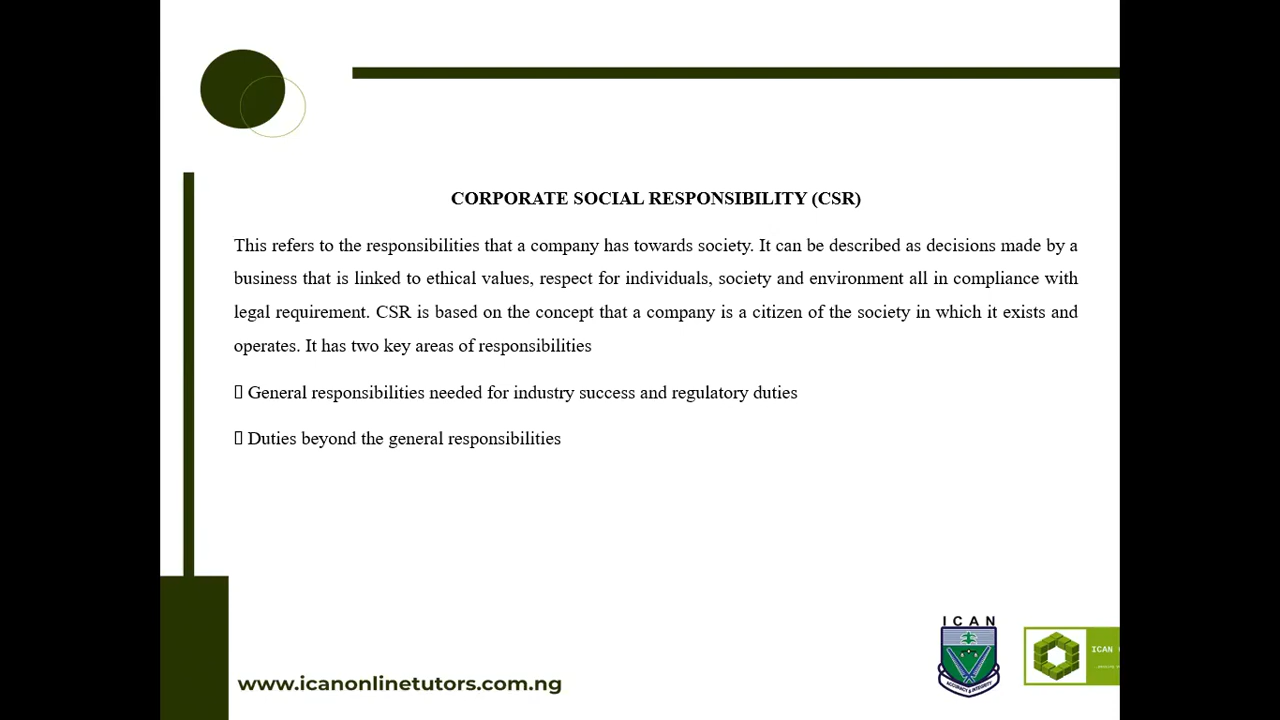 CORPORATE SOCIAL RESPONSIBILITY (CSR)
This refers to the responsibilities that a company has towards society. It can be described as decisions made by a
business that is linked to ethical values, respect for individuals, society and environment all in compliance with
legal requirement. CSR is based on the concept that a company is a citizen of the society in which it exists and
operates. It has two key areas of responsibilities
▯ General responsibilities needed for industry success and regulatory duties
▯ Duties beyond the general responsibilities
I C A N
ACCURACY & INTEGRITY
ICAN
www.icanonlinetutors.com.ng